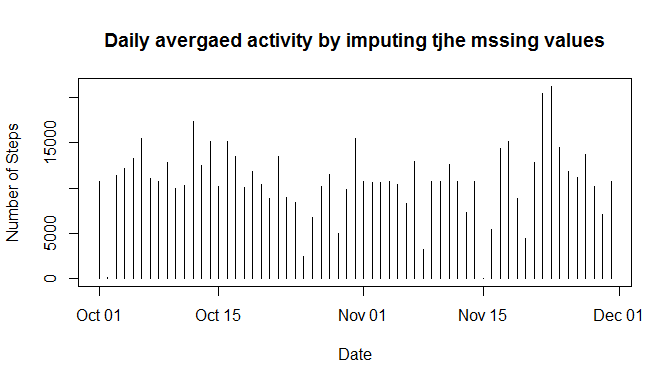 Daily avergaed activity by imputing tjhe mssing values
Number of Steps
15000
5000
0
Oct 01
Oct 15
Nov 01
Nov 15
Dec 01
Date